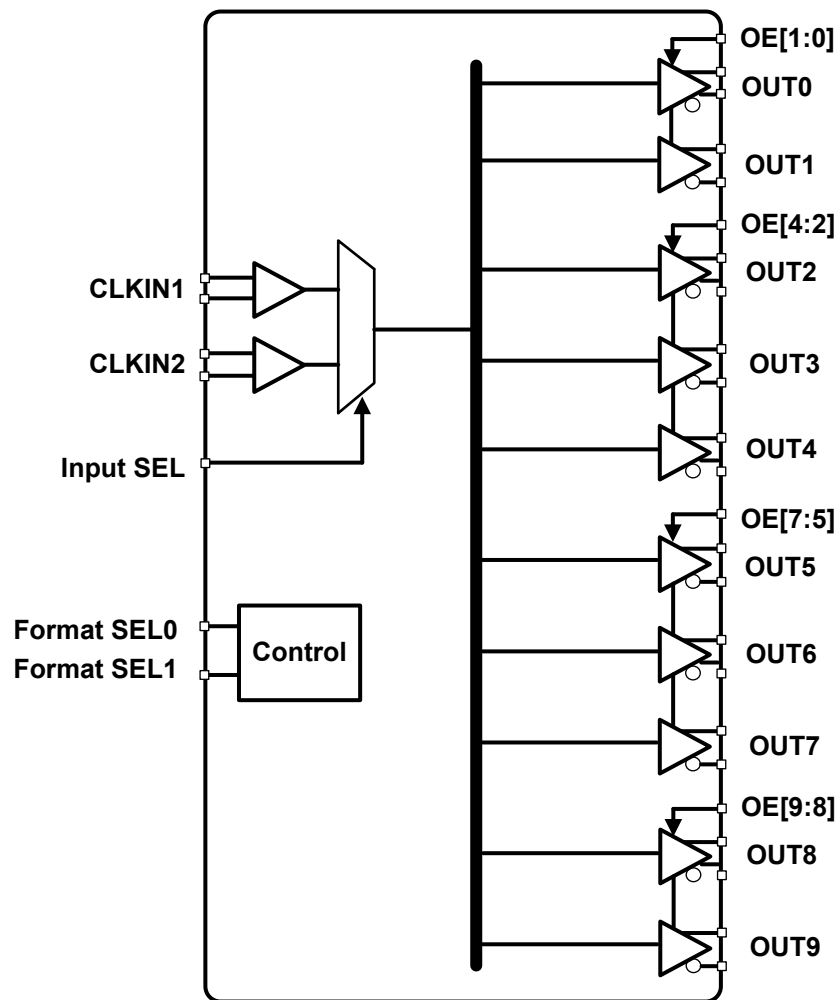 OE[1:0]
OUT0
OUT1
OE[4:2]
CLKIN1
OUT2
CLKIN2
OUT3
Input SEL
OUT4
OE[7:5]
OUT5
Format SEL0
Control
OUT6
Format SEL1
OUT7
OE[9:8]
OUT8
OUT9